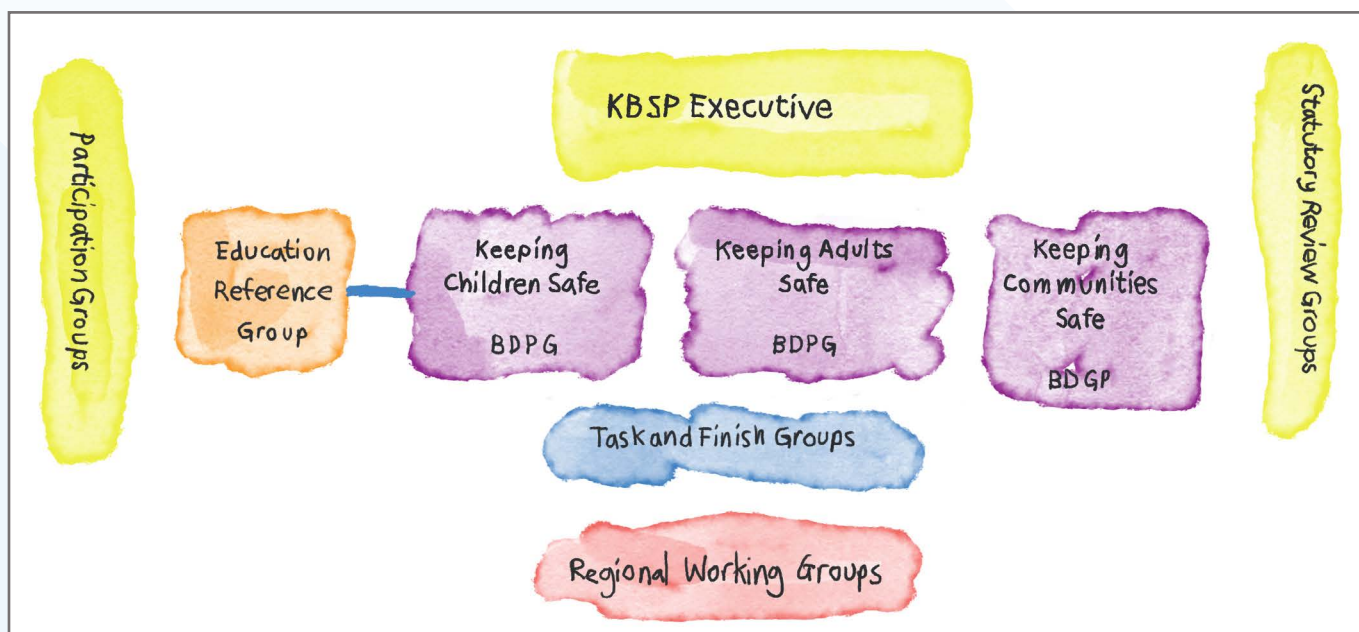 KBSP Executive
Participation Groups
Statutory Review Groups
Education
Reference
Group
Keeping
Children Safe
BDPG
Keeping Adults
Safe
BDPG
Keeping
Communities
Safe
BDGP
Task and Finish Groups
Regional Working Groups